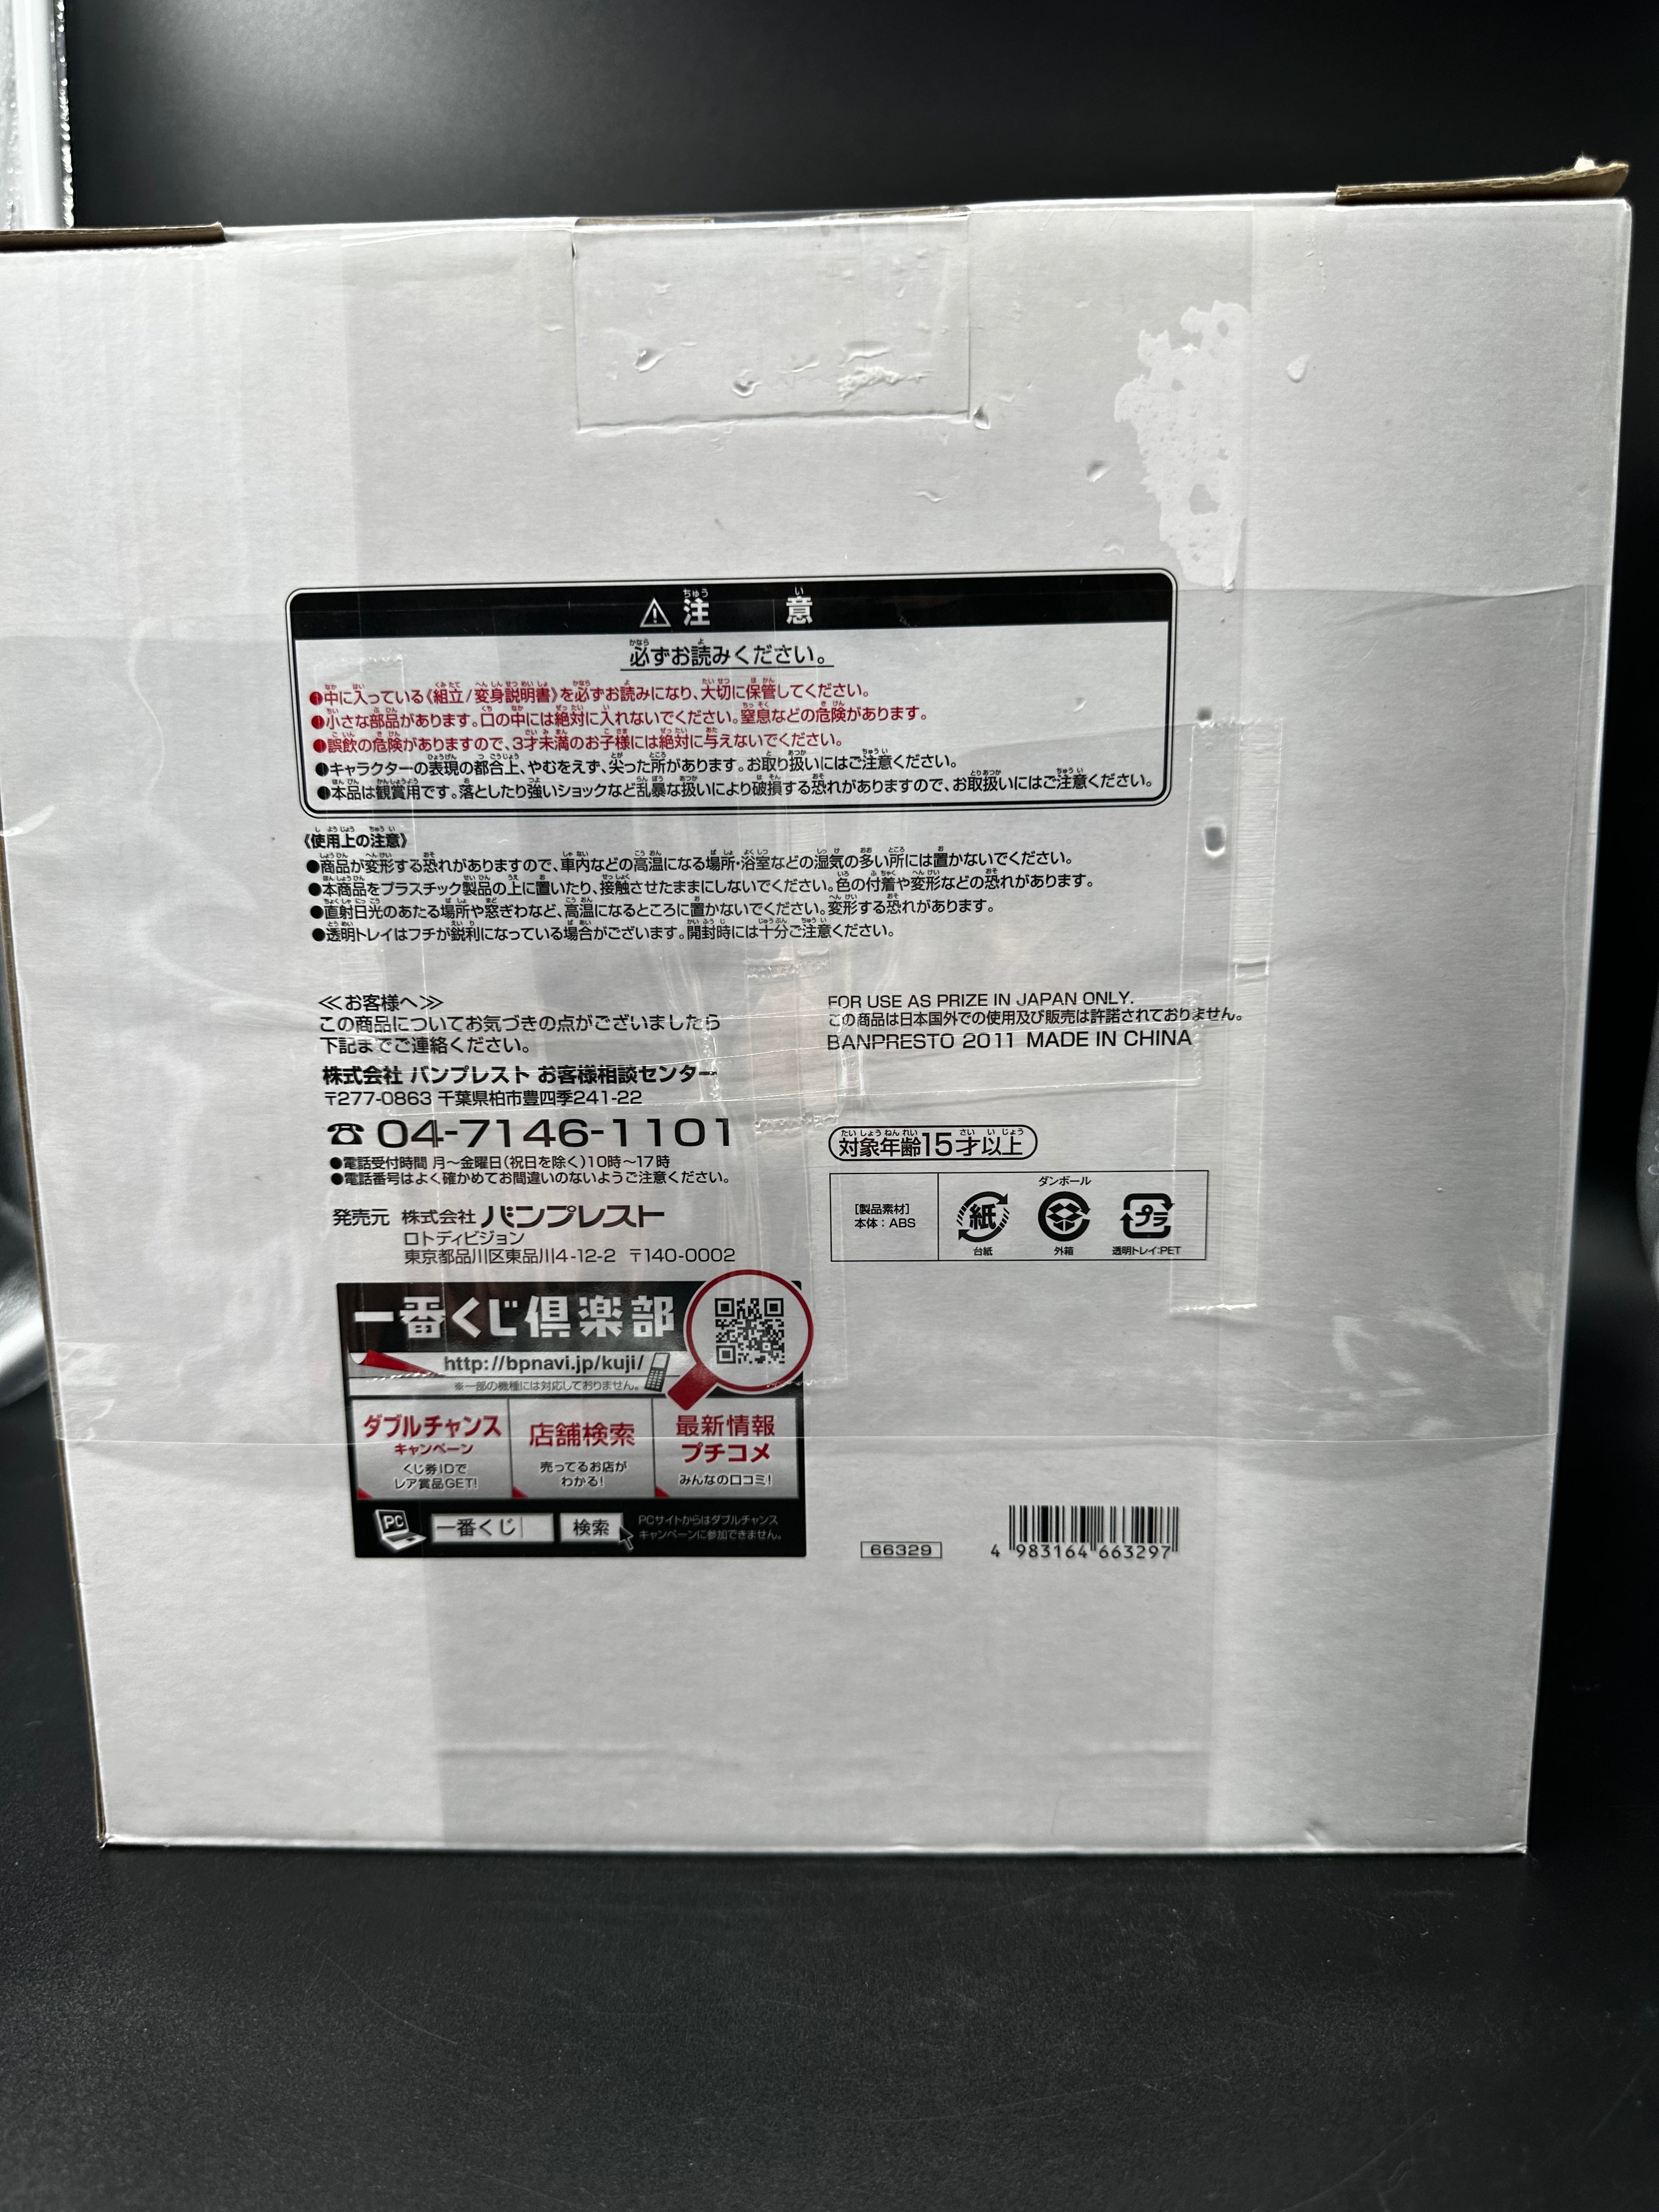 ⚠注意
必ずお読みください。
●中に入っている《組立/変身説明書》を必ずお読みになり、大切に保管してください。
●小さな部品があります。口の中には絶対に入れないでください。窒息などの危険があります。
●誤飲の危険がありますので、3才未満のお子様には絶対に与えないでください。
●キャラクターの表現の都合上、やむをえず、尖った所があります。お取り扱いにはご注意ください。
●本品は観賞用です。落としたり強いショックなど乱暴な扱いにより破損する恐れがありますので、お取扱いにはご注意ください。
《使用上の注意》
●商品が変形する恐れがありますので、車内などの高温になる場所・浴室などの湿気の多い所には置かないでください。
●本商品をプラスチック製品の上に置いたり、接触させたままにしないでください。色の付着や変形などの恐れがあります。
●直射日光のあたる場所や窓ぎわなど、高温になるところに置かないでください。変形する恐れがあります。
●透明トレイはフチが鋭利になっている場合がございます。開封時には十分ご注意ください。
≪お客様へ≫
この商品についてお気づきの点がございましたら
下記までご連絡ください。
株式会社 バンプレスト お客様相談センター
〒277-0863 千葉県柏市豊四季241-22
☎04-7146-1101
●電話受付時間 月〜金曜日(祝日を除く)10時〜17時
●電話番号はよく確かめてお間違いのないようご注意ください。
発売元 株式会社バンプレスト
ロトディビジョン
東京都品川区東品川4-12-2 〒140-0002
FOR USE AS PRIZE IN JAPAN ONLY.
この商品は日本国外での使用及び販売は許諾されておりません。
BANPRESTO 2011 MADE IN CHINA
対象年齢15才以上
[製品素材]
本体：ABS
紙
台紙
ダンボール
外箱
プラ
透明トレイ:PET
一番くじ倶楽部
http://bpnavi.jp/kuji/
※一部の機種には対応しておりません。
ダブルチャンス
キャンペーン
くじ券IDで
レア賞品GET!
店舗検索
売ってるお店が
わかる!
最新情報
プチコメ
みんなの口コミ!
PC
一番くじ
検索
PCサイトからはダブルチャンス
キャンペーンに参加できません。
66329
4 983164 663297